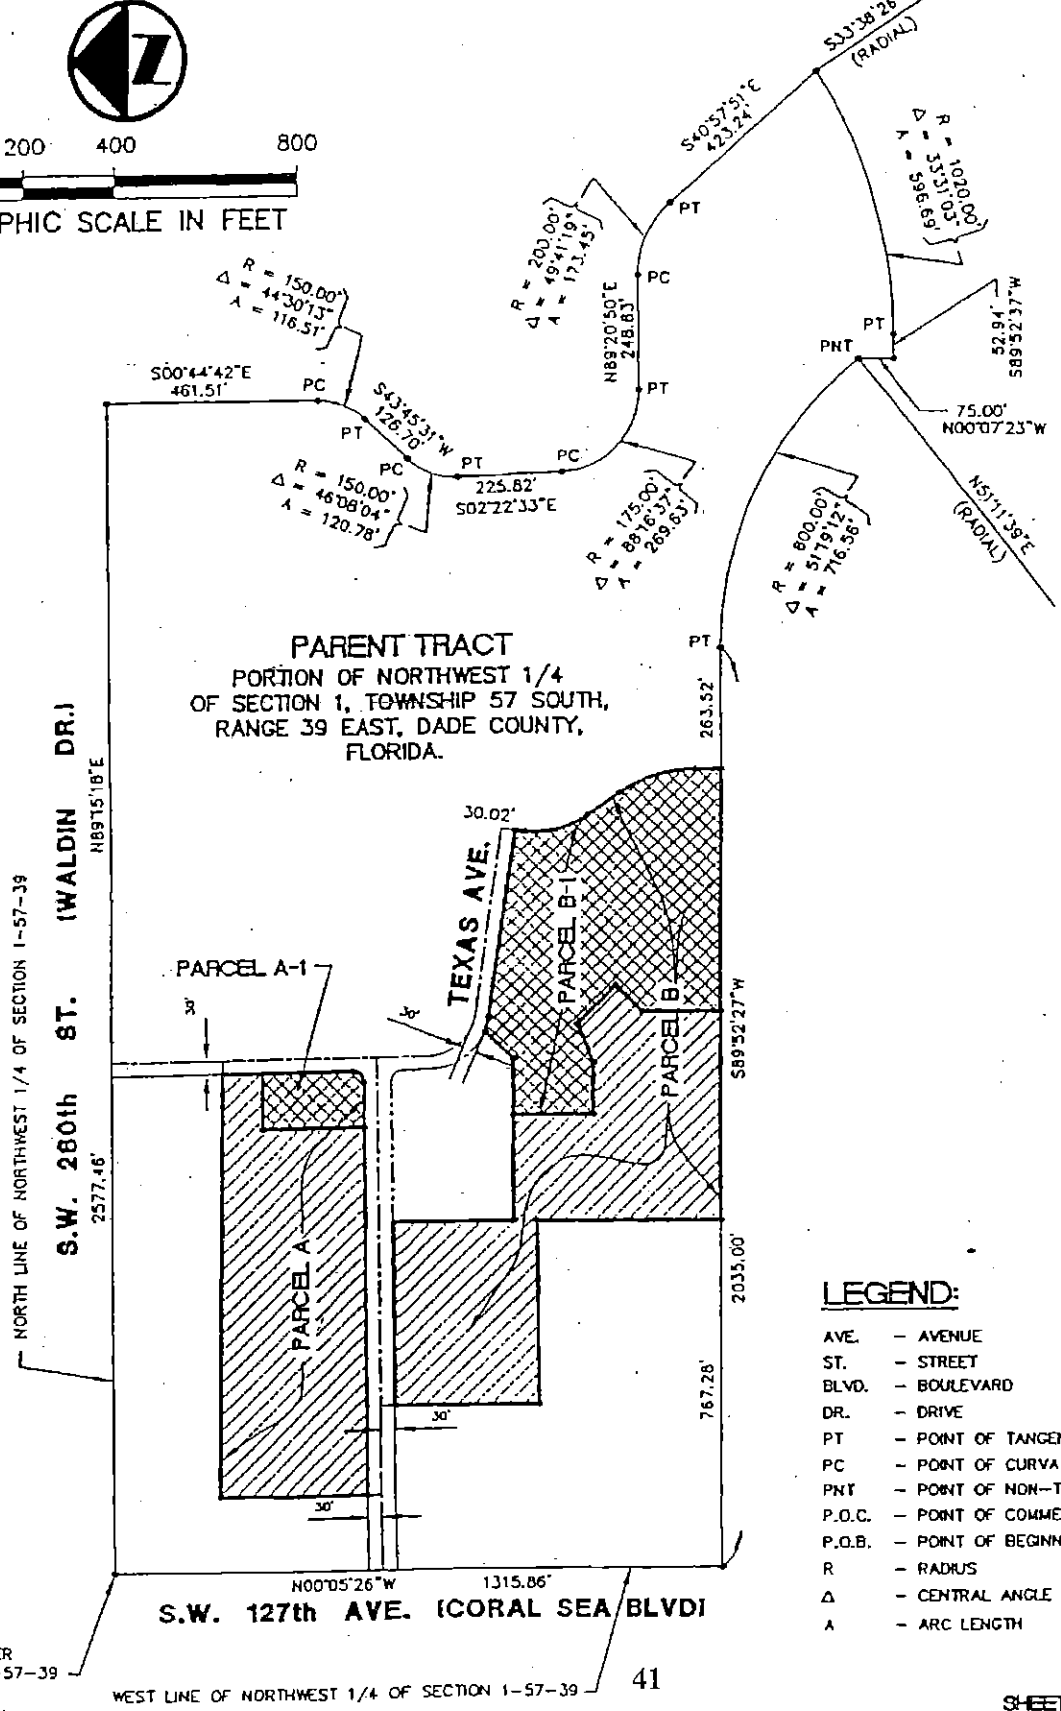 S33°38'26"
(RADIAL)
Z
200 400 800
PHIC SCALE IN FEET
S40°57'51"E
423.24'
R = 1020.00'
Δ = 33°31'03"
A = 596.69'
PT
R = 200.00'
Δ = 49°41'19"
A = 173.45'
PC
R = 150.00'
Δ = 44°30'13"
A = 116.51'
N89°20'50"E
248.83'
PT
52.94'
S89°52'37"W
PNT
S00°44'42"E
461.51'
PC
PT
75.00'
N00°07'23"W
S43°45'31"W
126.70'
PT
PC
PT
PC
225.82'
S02°22'33"E
R = 150.00'
Δ = 46°08'04"
A = 120.78'
R = 175.00'
Δ = 88°16'37"
A = 269.63'
R = 800.00'
Δ = 51°19'12"
A = 716.56'
N51°11'39"E
(RADIAL)
PARENT TRACT
PORTION OF NORTHWEST 1/4
OF SECTION 1, TOWNSHIP 57 SOUTH,
RANGE 39 EAST, DADE COUNTY,
FLORIDA.
PT
263.52'
N89°15'18"E
2577.46'
S.W. 280th ST. (WALDIN DR.)
NORTH LINE OF NORTHWEST 1/4 OF SECTION 1-57-39
30.02'
TEXAS AVE.
PARCEL B-1
PARCEL B
PARCEL A-1
30'
30'
S89°52'27"W
2035.00'
PARCEL A
767.28'
30'
30'
LEGEND:
AVE. - AVENUE
ST. - STREET
BLVD. - BOULEVARD
DR. - DRIVE
PT - POINT OF TANGEN
PC - POINT OF CURVA
PNT - POINT OF NON-T
P.O.C. - POINT OF COMME
P.O.B. - POINT OF BEGINN
R - RADIUS
Δ - CENTRAL ANGLE
A - ARC LENGTH
N00°05'26"W 1315.86'
S.W. 127th AVE. (CORAL SEA BLVD)
ER
57-39
WEST LINE OF NORTHWEST 1/4 OF SECTION 1-57-39
41
SHEET